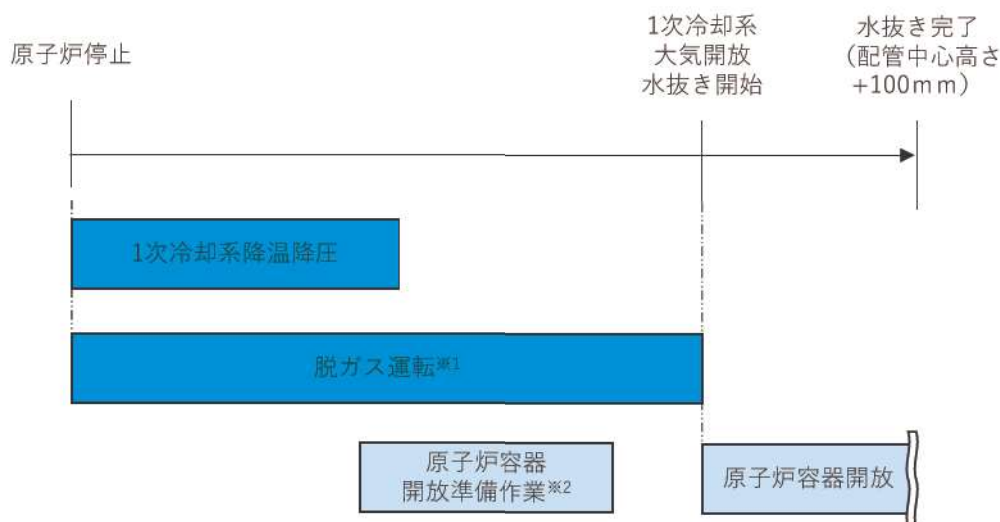 原子炉停止
1次冷却系
大気開放
水抜き開始
水抜き完了
（配管中心高さ
+100mm）
1次冷却系降温降圧
脱ガス運転※1
原子炉容器
開放準備作業※2
原子炉容器開放